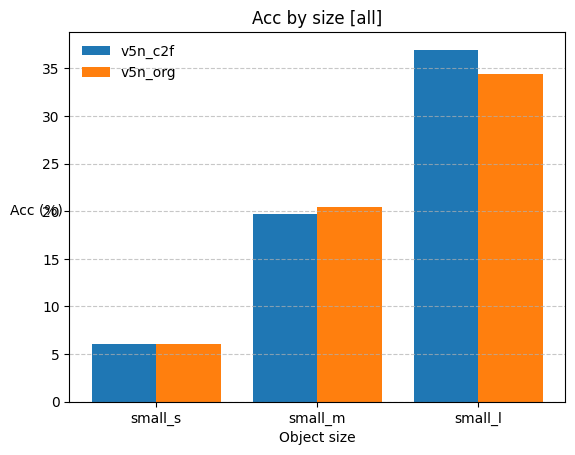 Acc by size [all]
v5n_c2f
v5n_org
35
30
25
Acc (%)
20
15
10
5
0
small_s
small_m
small_l
Object size